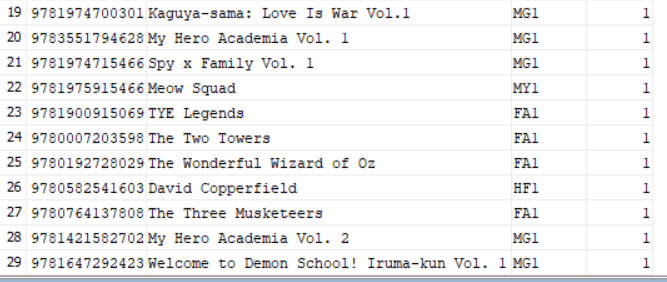 19 9781974700301 Kaguya-sama: Love Is War Vol.1 MG1 1
20 9783551794628 My Hero Academia Vol. 1 MG1 1
21 9781974715466 Spy x Family Vol. 1 MG1 1
22 9781975915466 Meow Squad MY1 1
23 9781900915069 TYE Legends FA1 1
24 9780007203598 The Two Towers FA1 1
25 9780192728029 The Wonderful Wizard of Oz FA1 1
26 9780582541603 David Copperfield HF1 1
27 9780764137808 The Three Musketeers FA1 1
28 9781421582702 My Hero Academia Vol. 2 MG1 1
29 9781647292423 Welcome to Demon School! Iruma-kun Vol. 1 MG1 1